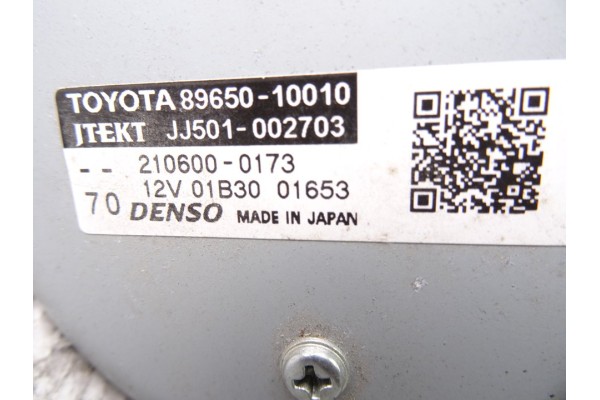 TOYOTA 89650-10010
JTEKT JJ501-002703
-- 210600-0173
12V 01B30 01653
70 DENSO MADE IN JAPAN